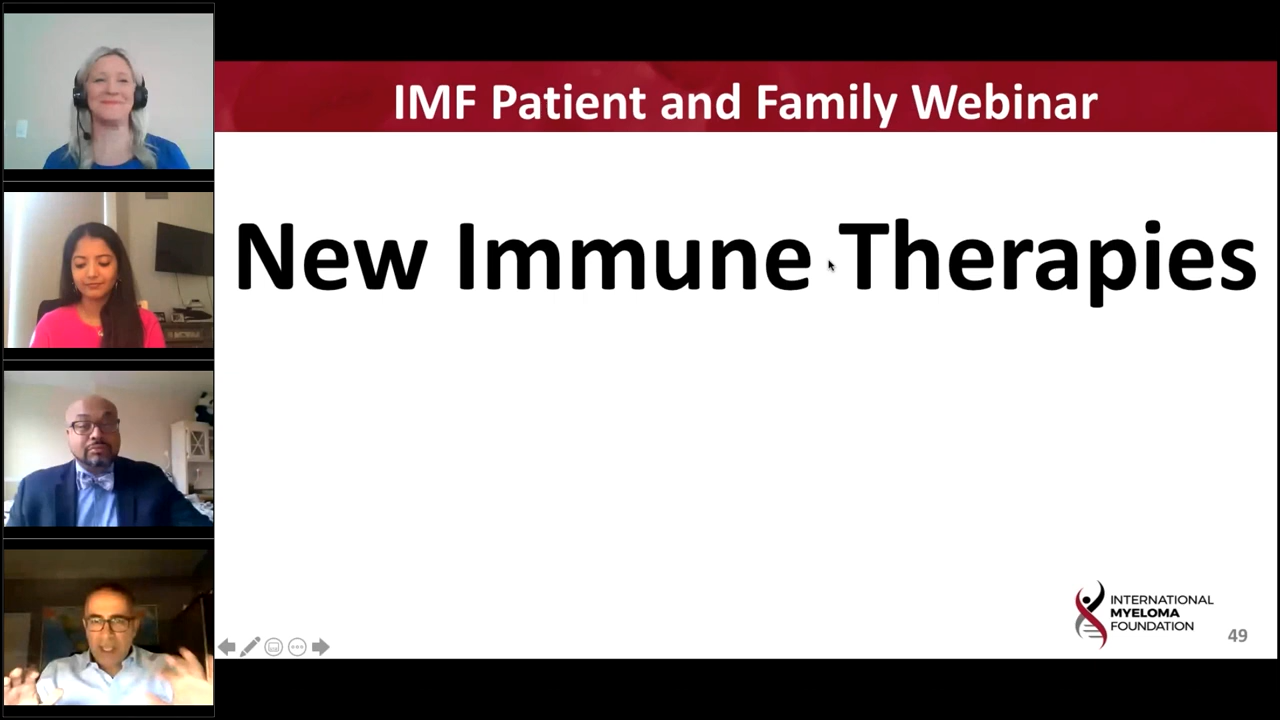 IMF Patient and Family Webinar
New Immune Therapies
INTERNATIONAL
MYELOMA
FOUNDATION
49